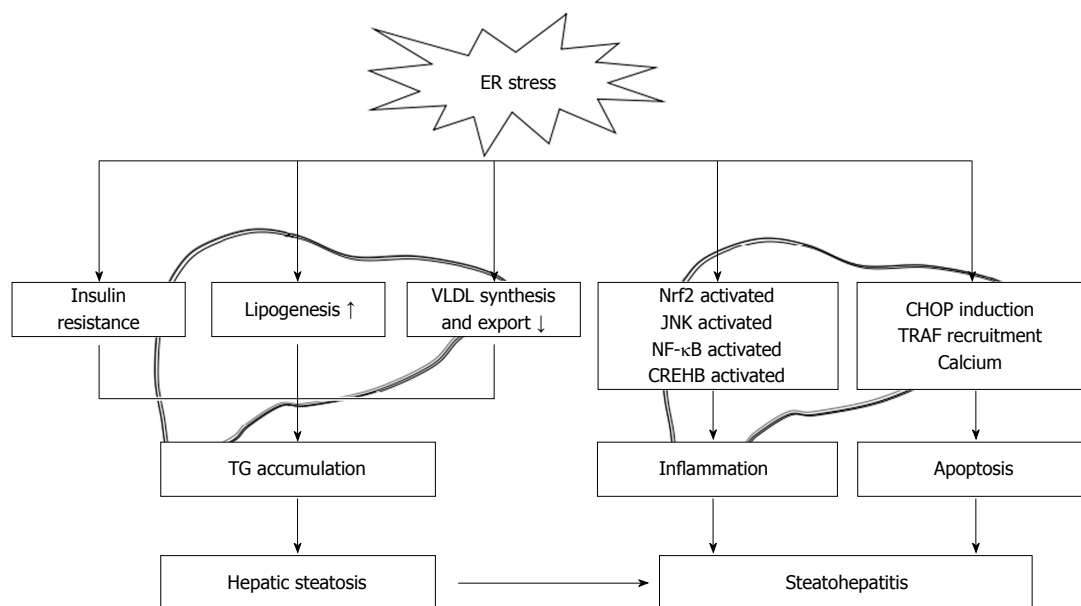 ER stress
Insulin
resistance
Lipogenesis ↑
VLDL synthesis
and export ↓
Nrf2 activated
JNK activated
NF-κB activated
CREHB activated
CHOP induction
TRAF recruitment
Calcium
TG accumulation
Inflammation
Apoptosis
Hepatic steatosis
Steatohepatitis